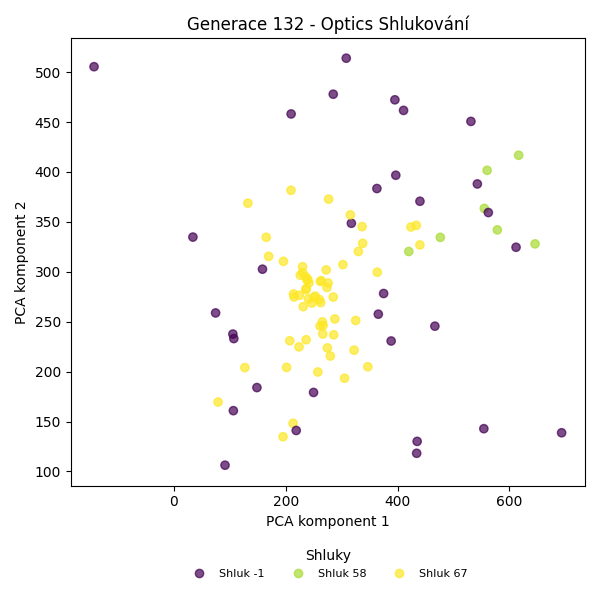 Generace 132 - Optics Shlukování
PCA komponent 2
500
450
400
350
300
250
200
150
100
0
200
400
600
PCA komponent 1
Shluky
Shluk -1
Shluk 58
Shluk 67